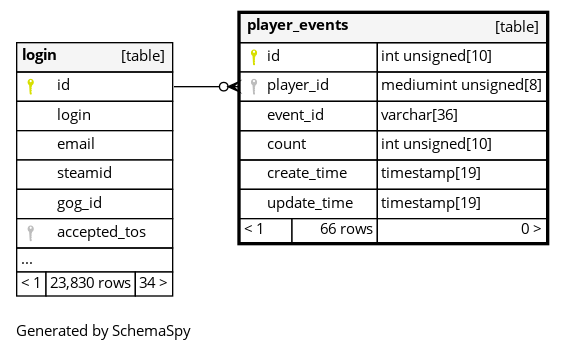 login [table]
id
login
email
steamid
gog_id
accepted_tos
...
< 1 23,830 rows 34 >
player_events [table]
id int unsigned[10]
player_id mediumint unsigned[8]
event_id varchar[36]
count int unsigned[10]
create_time timestamp[19]
update_time timestamp[19]
< 1 66 rows 0 >
Generated by SchemaSpy